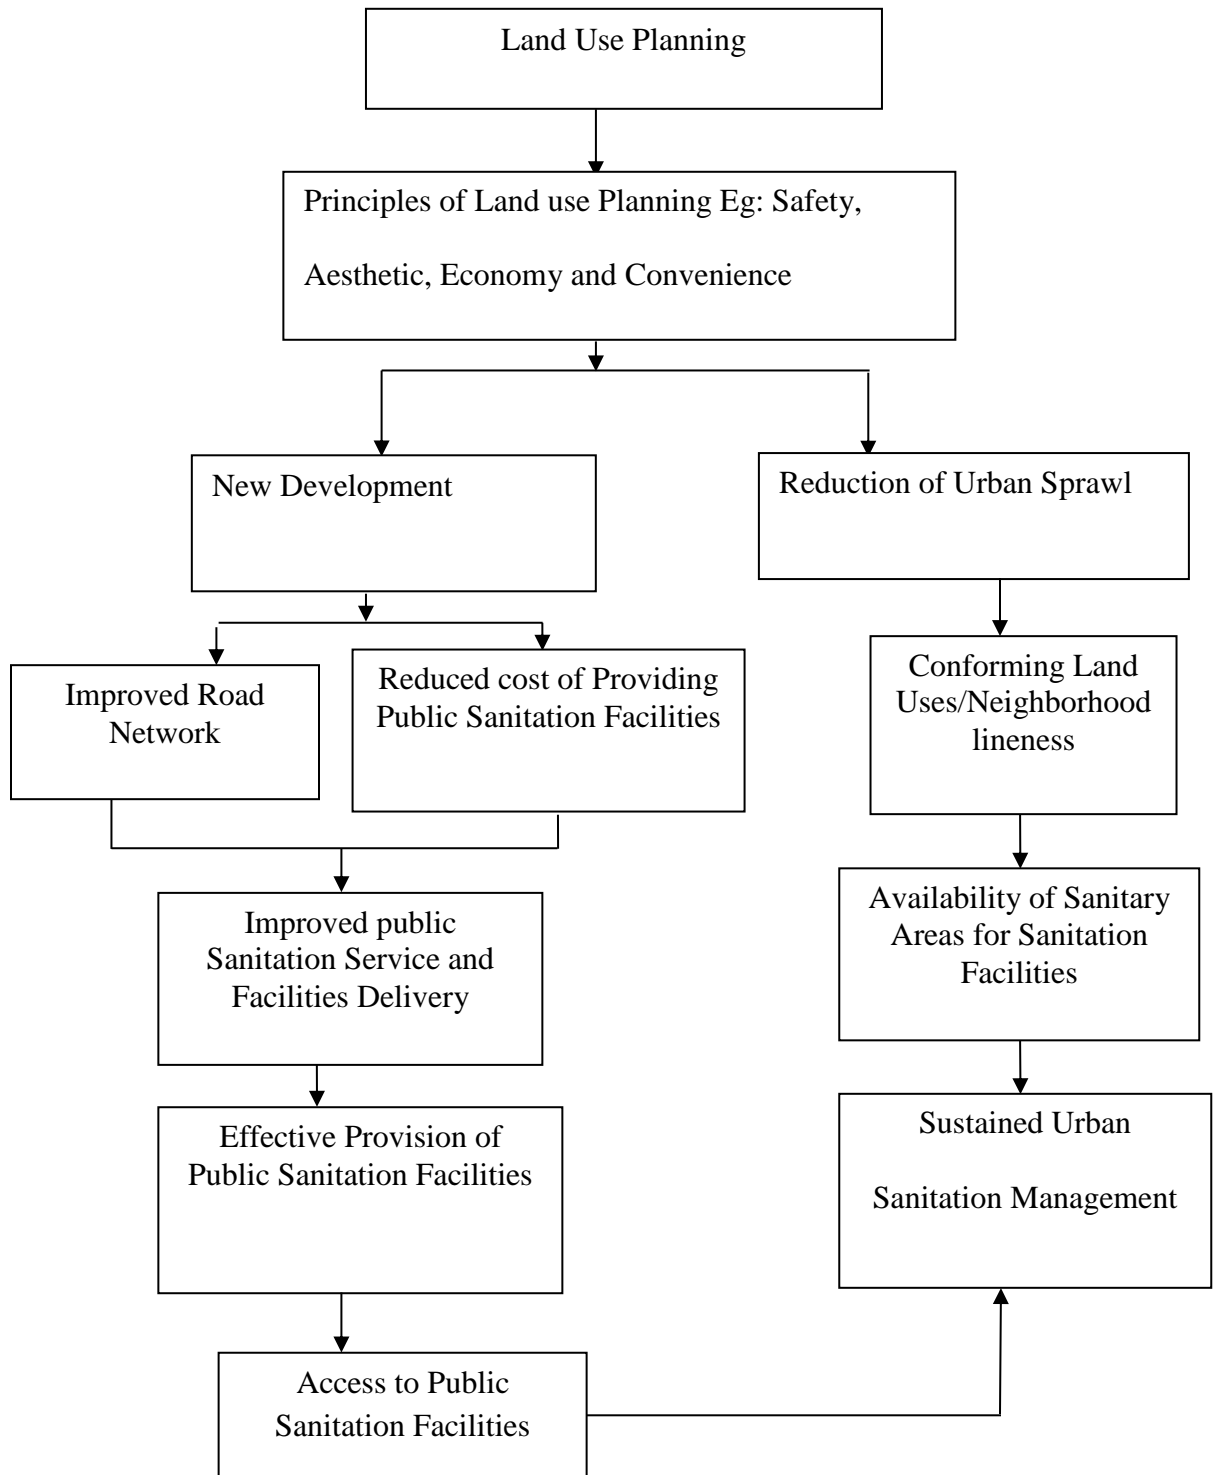 Land Use Planning
Principles of Land use Planning Eg: Safety,
Aesthetic, Economy and Convenience
New Development
Reduction of Urban Sprawl
Improved Road
Network
Reduced cost of Providing
Public Sanitation Facilities
Conforming Land
Uses/Neighborhood
lineness
Improved public
Sanitation Service and
Facilities Delivery
Availability of Sanitary
Areas for Sanitation
Facilities
Effective Provision of
Public Sanitation Facilities
Sustained Urban
Sanitation Management
Access to Public
Sanitation Facilities